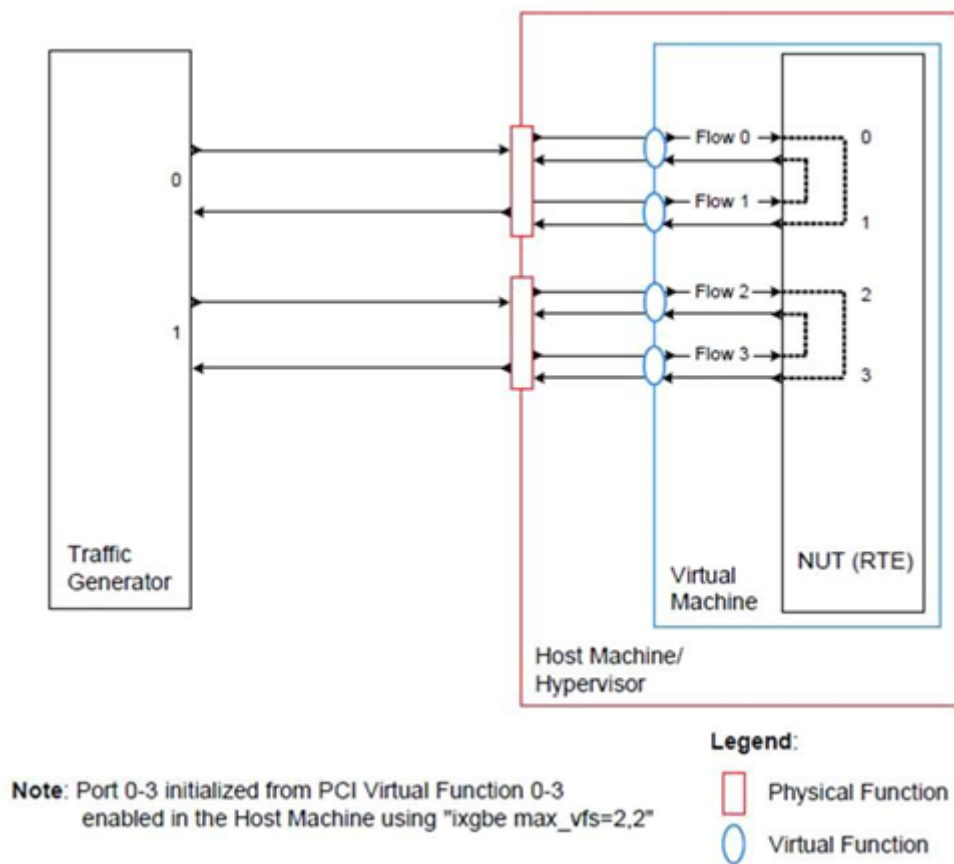 0
1
Traffic
Generator
Flow 0
0
Flow 1
1
Flow 2
2
Flow 3
3
NUT (RTE)
Virtual
Machine
Host Machine/
Hypervisor
Legend:
Physical Function
Virtual Function
Note: Port 0-3 initialized from PCI Virtual Function 0-3
enabled in the Host Machine using "ixgbe max_vfs=2,2"